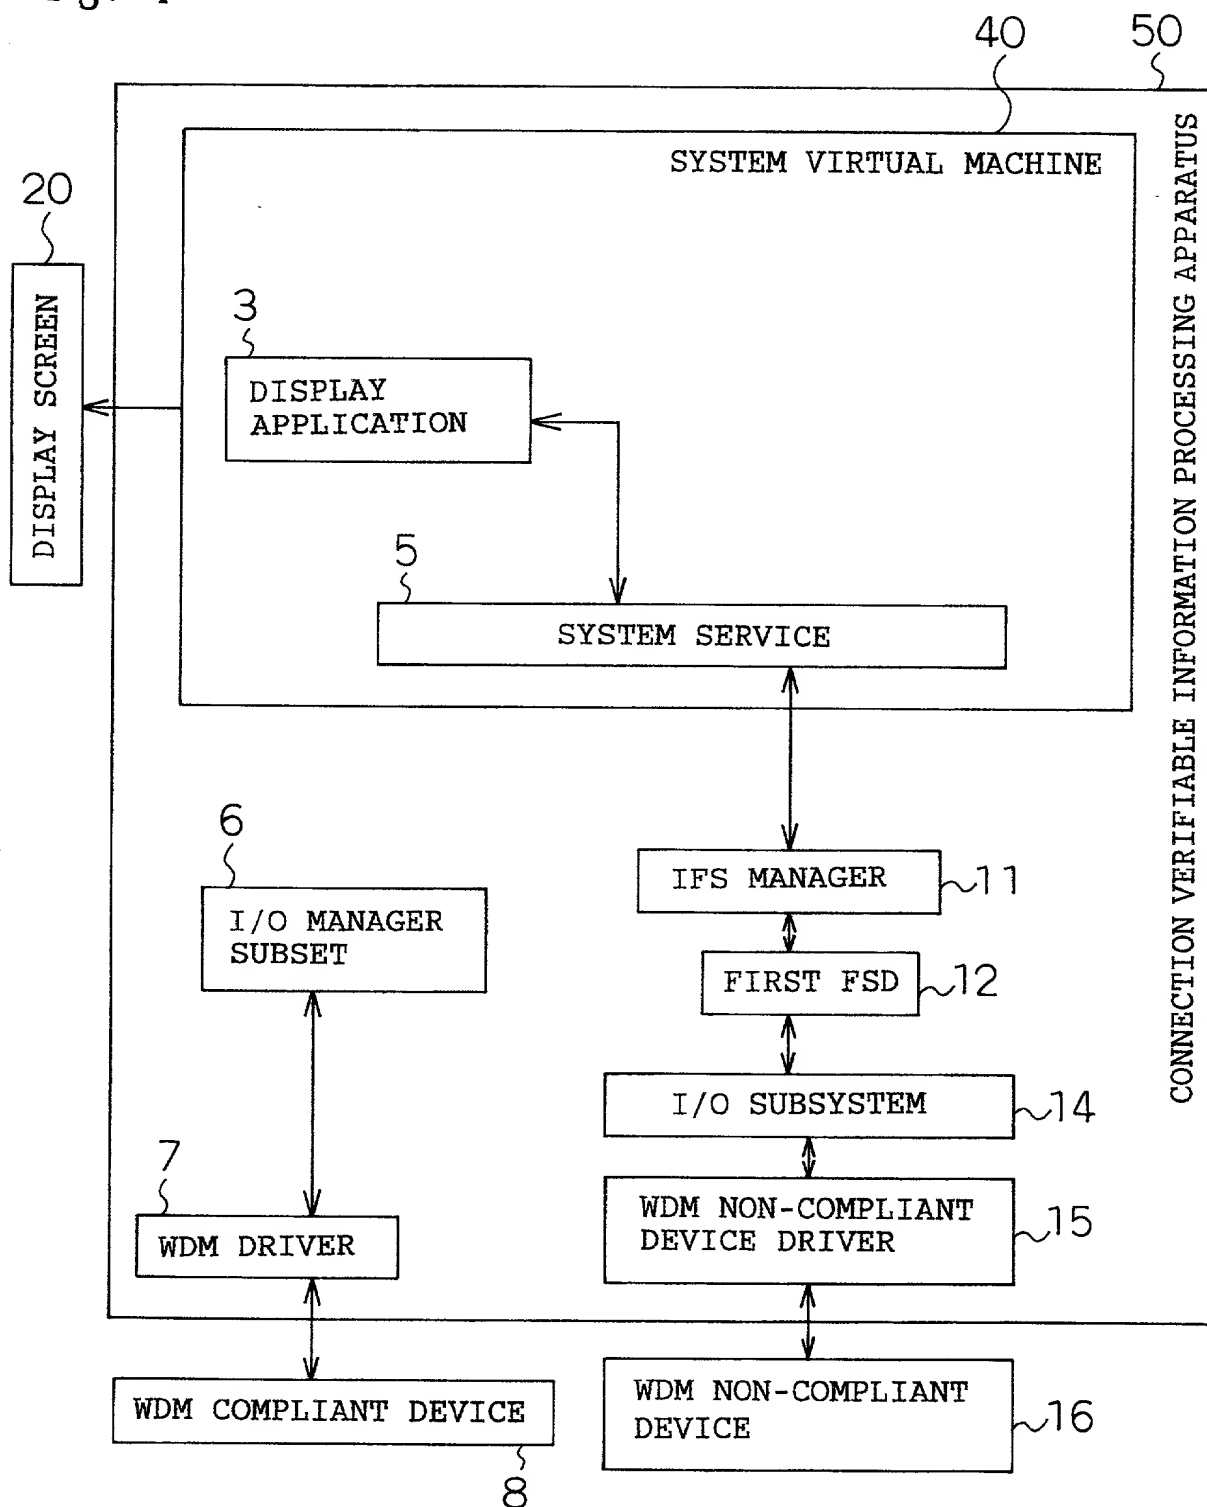 40
50
SYSTEM VIRTUAL MACHINE
CONNECTION VERIFIABLE INFORMATION PROCESSING APPARATUS
20
DISPLAY SCREEN
3
DISPLAY
APPLICATION
5
SYSTEM SERVICE
6
I/O MANAGER
SUBSET
IFS MANAGER
11
FIRST FSD
12
I/O SUBSYSTEM
14
7
WDM DRIVER
WDM NON-COMPLIANT
DEVICE DRIVER
15
WDM COMPLIANT DEVICE
8
WDM NON-COMPLIANT
DEVICE
16